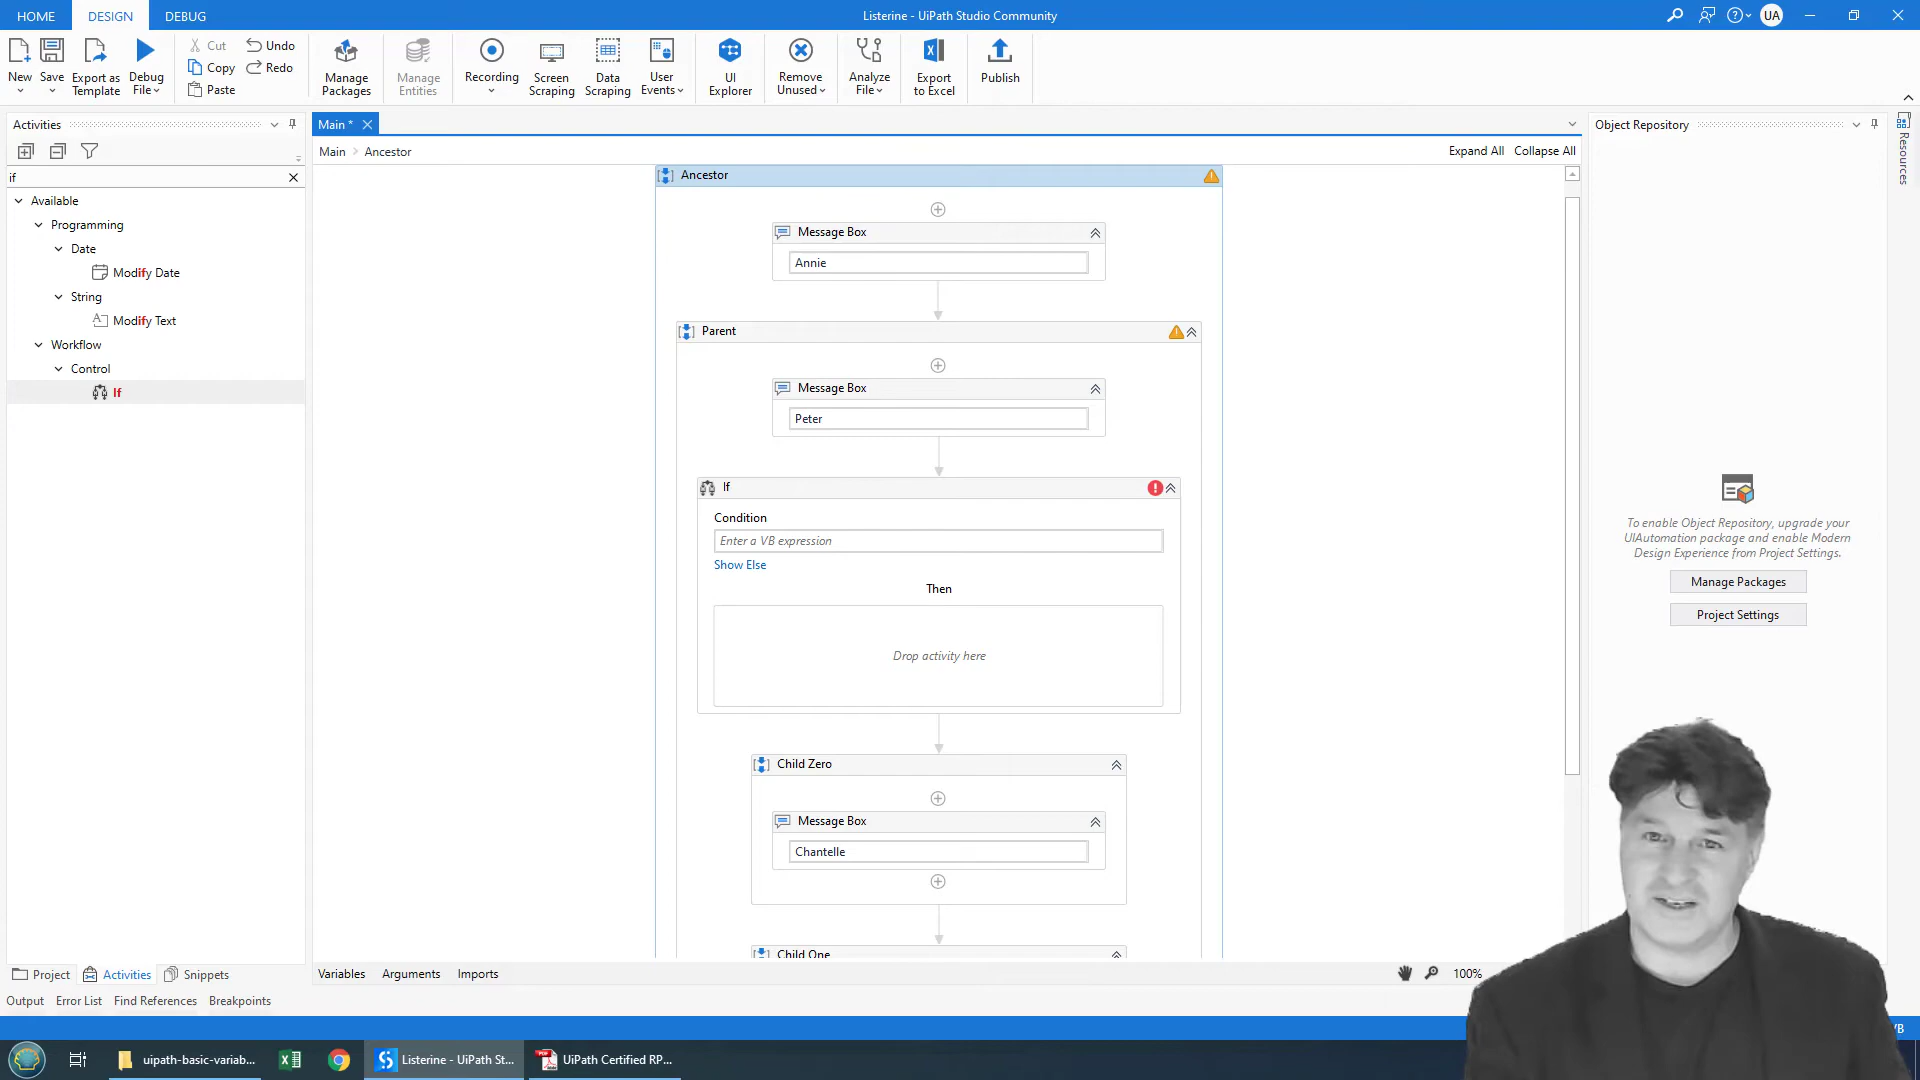 HOME DESIGN DEBUG
Listerine - UiPath Studio Community
UA
New Save Export as Template Debug File
Cut Copy Paste Undo Redo
Manage Packages
Manage Entities
Recording
Screen Scraping
Data Scraping
User Events
UI Explorer
Remove Unused
Analyze File
Export to Excel
Publish
Activities
if
Available
Programming
Date
Modify Date
String
Modify Text
Workflow
Control
If
Main *
Main > Ancestor
Expand All Collapse All
Ancestor
Message Box
Annie
Parent
Message Box
Peter
If
Condition
Enter a VB expression
Show Else
Then
Drop activity here
Child Zero
Message Box
Chantelle
Child One
Object Repository
Resources
To enable Object Repository, upgrade your
UIAutomation package and enable Modern
Design Experience from Project Settings.
Manage Packages
Project Settings
Project Activities Snippets
Variables Arguments Imports
100%
Output Error List Find References Breakpoints
VB
uipath-basic-variab...
Listerine - UiPath St...
UiPath Certified RP...